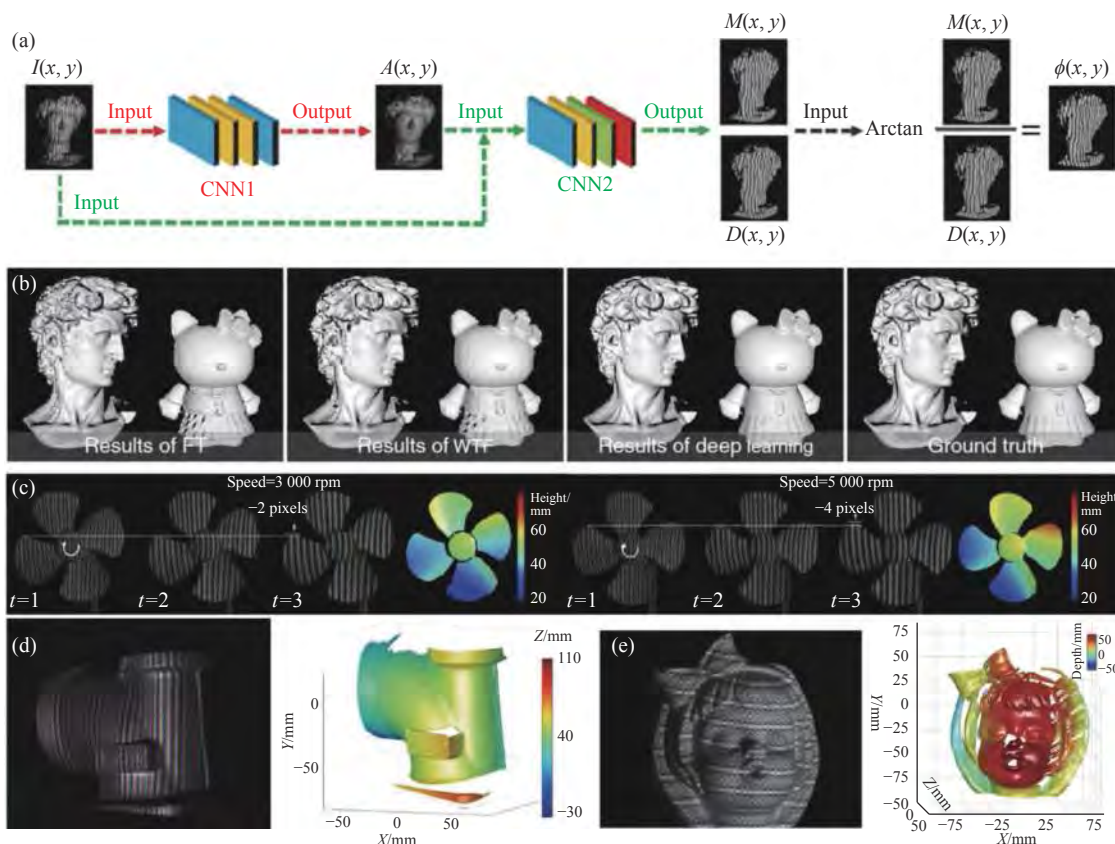 (a)
I(x, y)
Input
CNN1
Output
A(x, y)
Input
Input
CNN2
Output
M(x, y)
D(x, y)
Input
Arctan
M(x, y)
D(x, y)
=
ϕ(x, y)
(b)
Results of FT
Results of WTF
Results of deep learning
Ground truth
(c)
Speed=3 000 rpm
−2 pixels
t=1
t=2
t=3
Height/
mm
60
40
20
Speed=5 000 rpm
−4 pixels
t=1
t=2
t=3
Height/
mm
60
40
20
(d)
Y/mm
0
−50
−50
0
50
X/mm
Z/mm
110
40
−30
(e)
Y/mm
75
50
25
0
−25
−50
−75
−50
0
Z/mm
50
−75
−25
25
75
X/mm
Depth/mm
50
0
−50